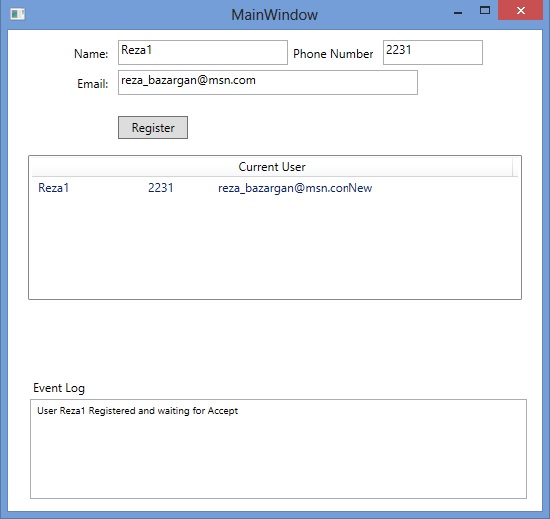 MainWindow
Name: Reza1 Phone Number 2231
Email: reza_bazargan@msn.com
Register
Current User
Reza1 2231 reza_bazargan@msn.conNew
Event Log
User Reza1 Registered and waiting for Accept